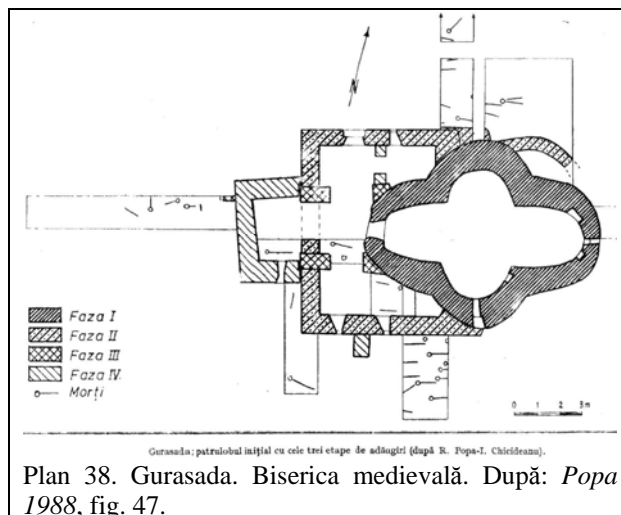 N
Faza I
Faza II
Faza III
Faza IV.
Morți
0 1 2 3m
Gurasada; patrulobul inițial cu cele trei etape de adăugiri (după R. Popa-I. Chicideanu).
Plan 38. Gurasada. Biserica medievală. După: Popa
1988, fig. 47.